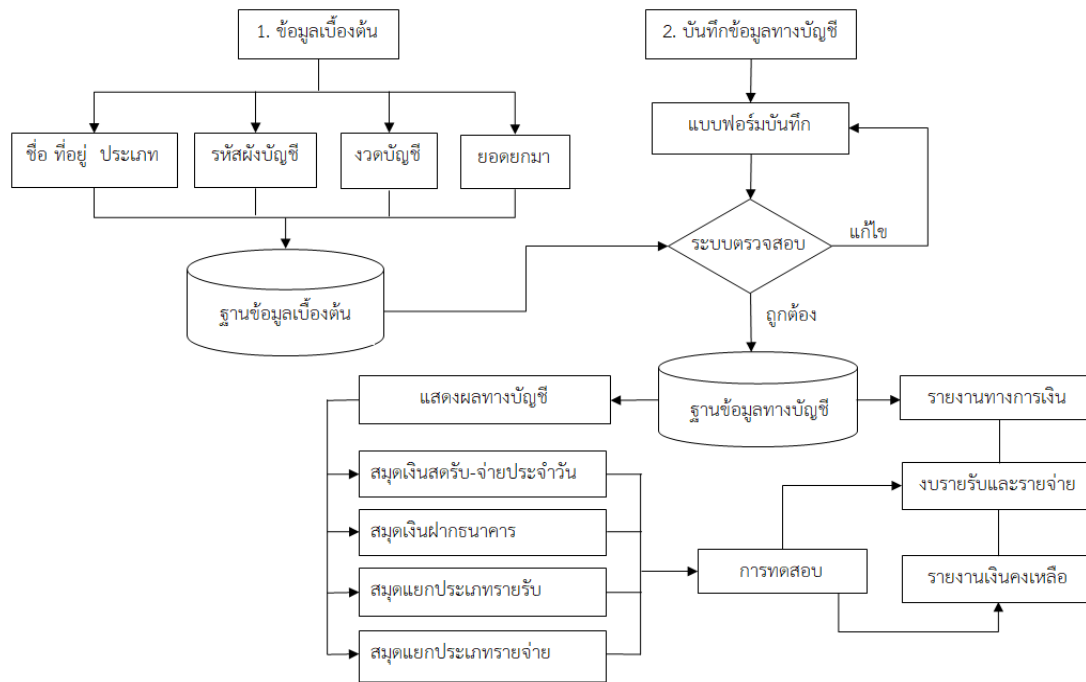 1. ข้อมูลเบื้องต้น
2. บันทึกข้อมูลทางบัญชี
แบบฟอร์มบันทึก
ชื่อ ที่อยู่ ประเภท
รหัสผังบัญชี
งวดบัญชี
ยอดยกมา
ระบบตรวจสอบ
แก้ไข
ฐานข้อมูลเบื้องต้น
ถูกต้อง
แสดงผลทางบัญชี
ฐานข้อมูลทางบัญชี
รายงานทางการเงิน
สมุดเงินสดรับ-จ่ายประจำวัน
งบรายรับและรายจ่าย
สมุดเงินฝากธนาคาร
การทดสอบ
รายงานเงินคงเหลือ
สมุดแยกประเภทรายรับ
สมุดแยกประเภทรายจ่าย